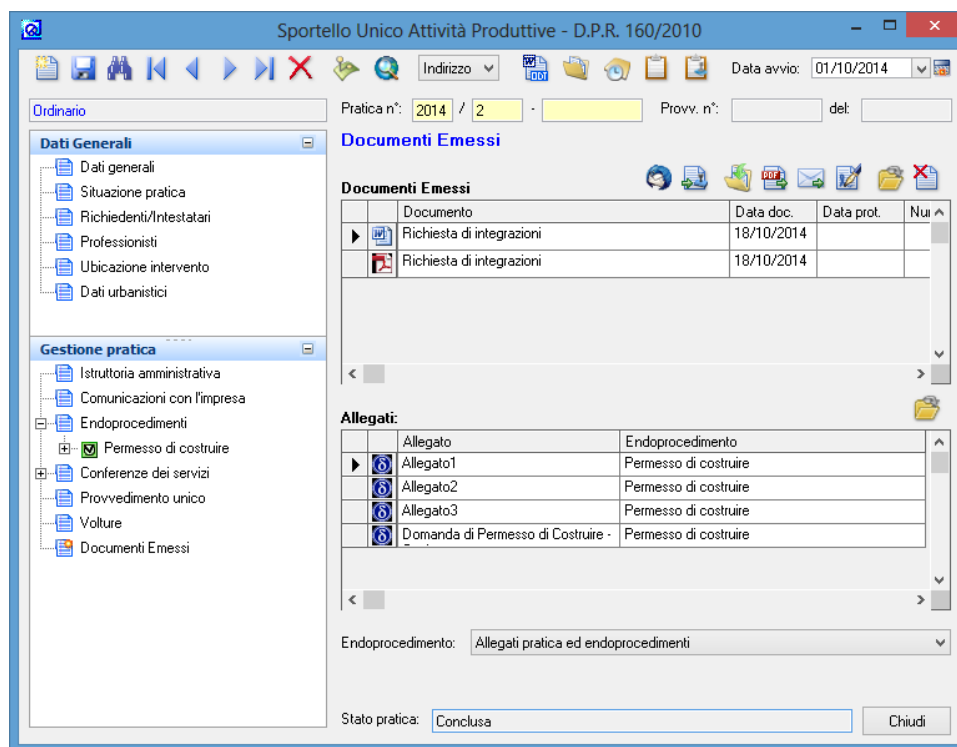 Sportello Unico Attività Produttive - D.P.R. 160/2010
Indirizzo
Data avvio: 01/10/2014
Ordinario
Pratica n°: 2014 / 2 -
Provv. n°:
del:
Dati Generali
Dati generali
Situazione pratica
Richiedenti/Intestatari
Professionisti
Ubicazione intervento
Dati urbanistici
Gestione pratica
Istruttoria amministrativa
Comunicazioni con l'impresa
Endoprocedimenti
Permesso di costruire
Conferenze dei servizi
Provvedimento unico
Volture
Documenti Emessi
Documenti Emessi
Documenti Emessi
Documento Data doc. Data prot. Nu
Richiesta di integrazioni 18/10/2014
Richiesta di integrazioni 18/10/2014
Allegati:
Allegato Endoprocedimento
Allegato1 Permesso di costruire
Allegato2 Permesso di costruire
Allegato3 Permesso di costruire
Domanda di Permesso di Costruire - Permesso di costruire
Endoprocedimento: Allegati pratica ed endoprocedimenti
Stato pratica: Conclusa
Chiudi